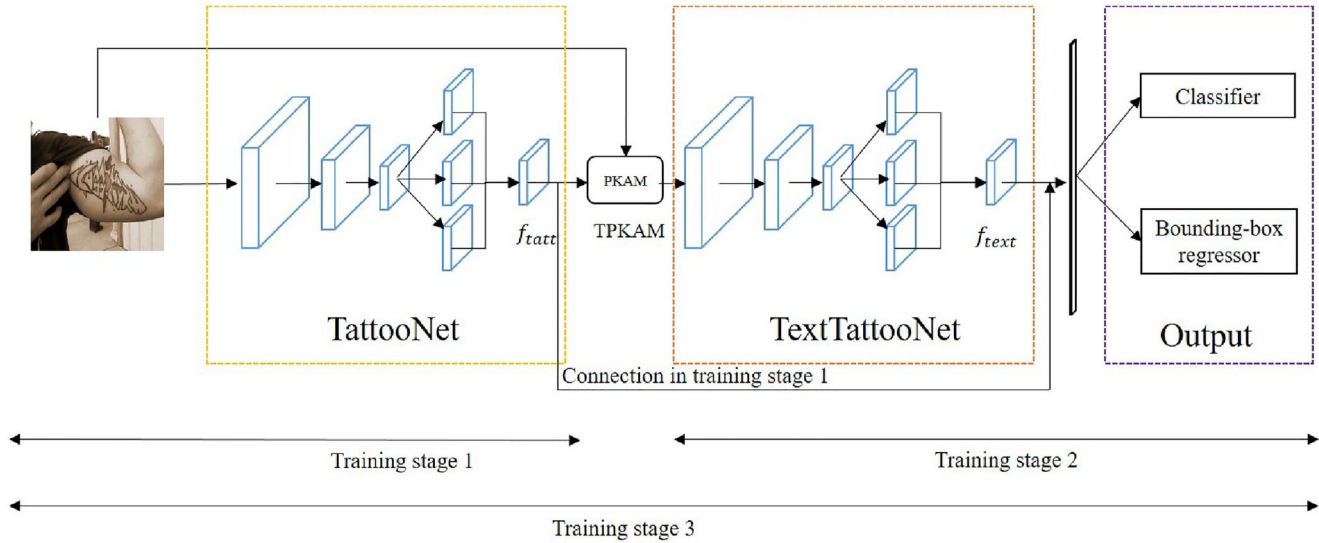 Classifier
PKAM
f_tatt
TPKAM
f_text
Bounding-box
regressor
TattooNet
TextTattooNet
Output
Connection in training stage 1
Training stage 1
Training stage 2
Training stage 3